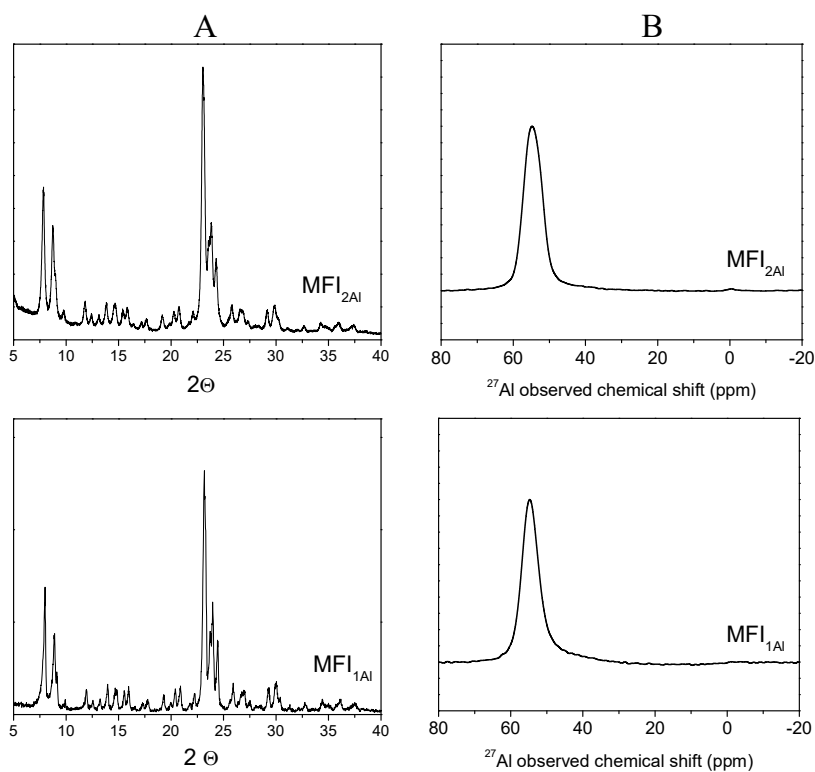 A
B
MFI2Al
5 10 15 20 25 30 35 40
2Θ
MFI2Al
80 60 40 20 0 -20
27Al observed chemical shift (ppm)
MFI1Al
5 10 15 20 25 30 35 40
2 Θ
MFI1Al
80 60 40 20 0 -20
27Al observed chemical shift (ppm)